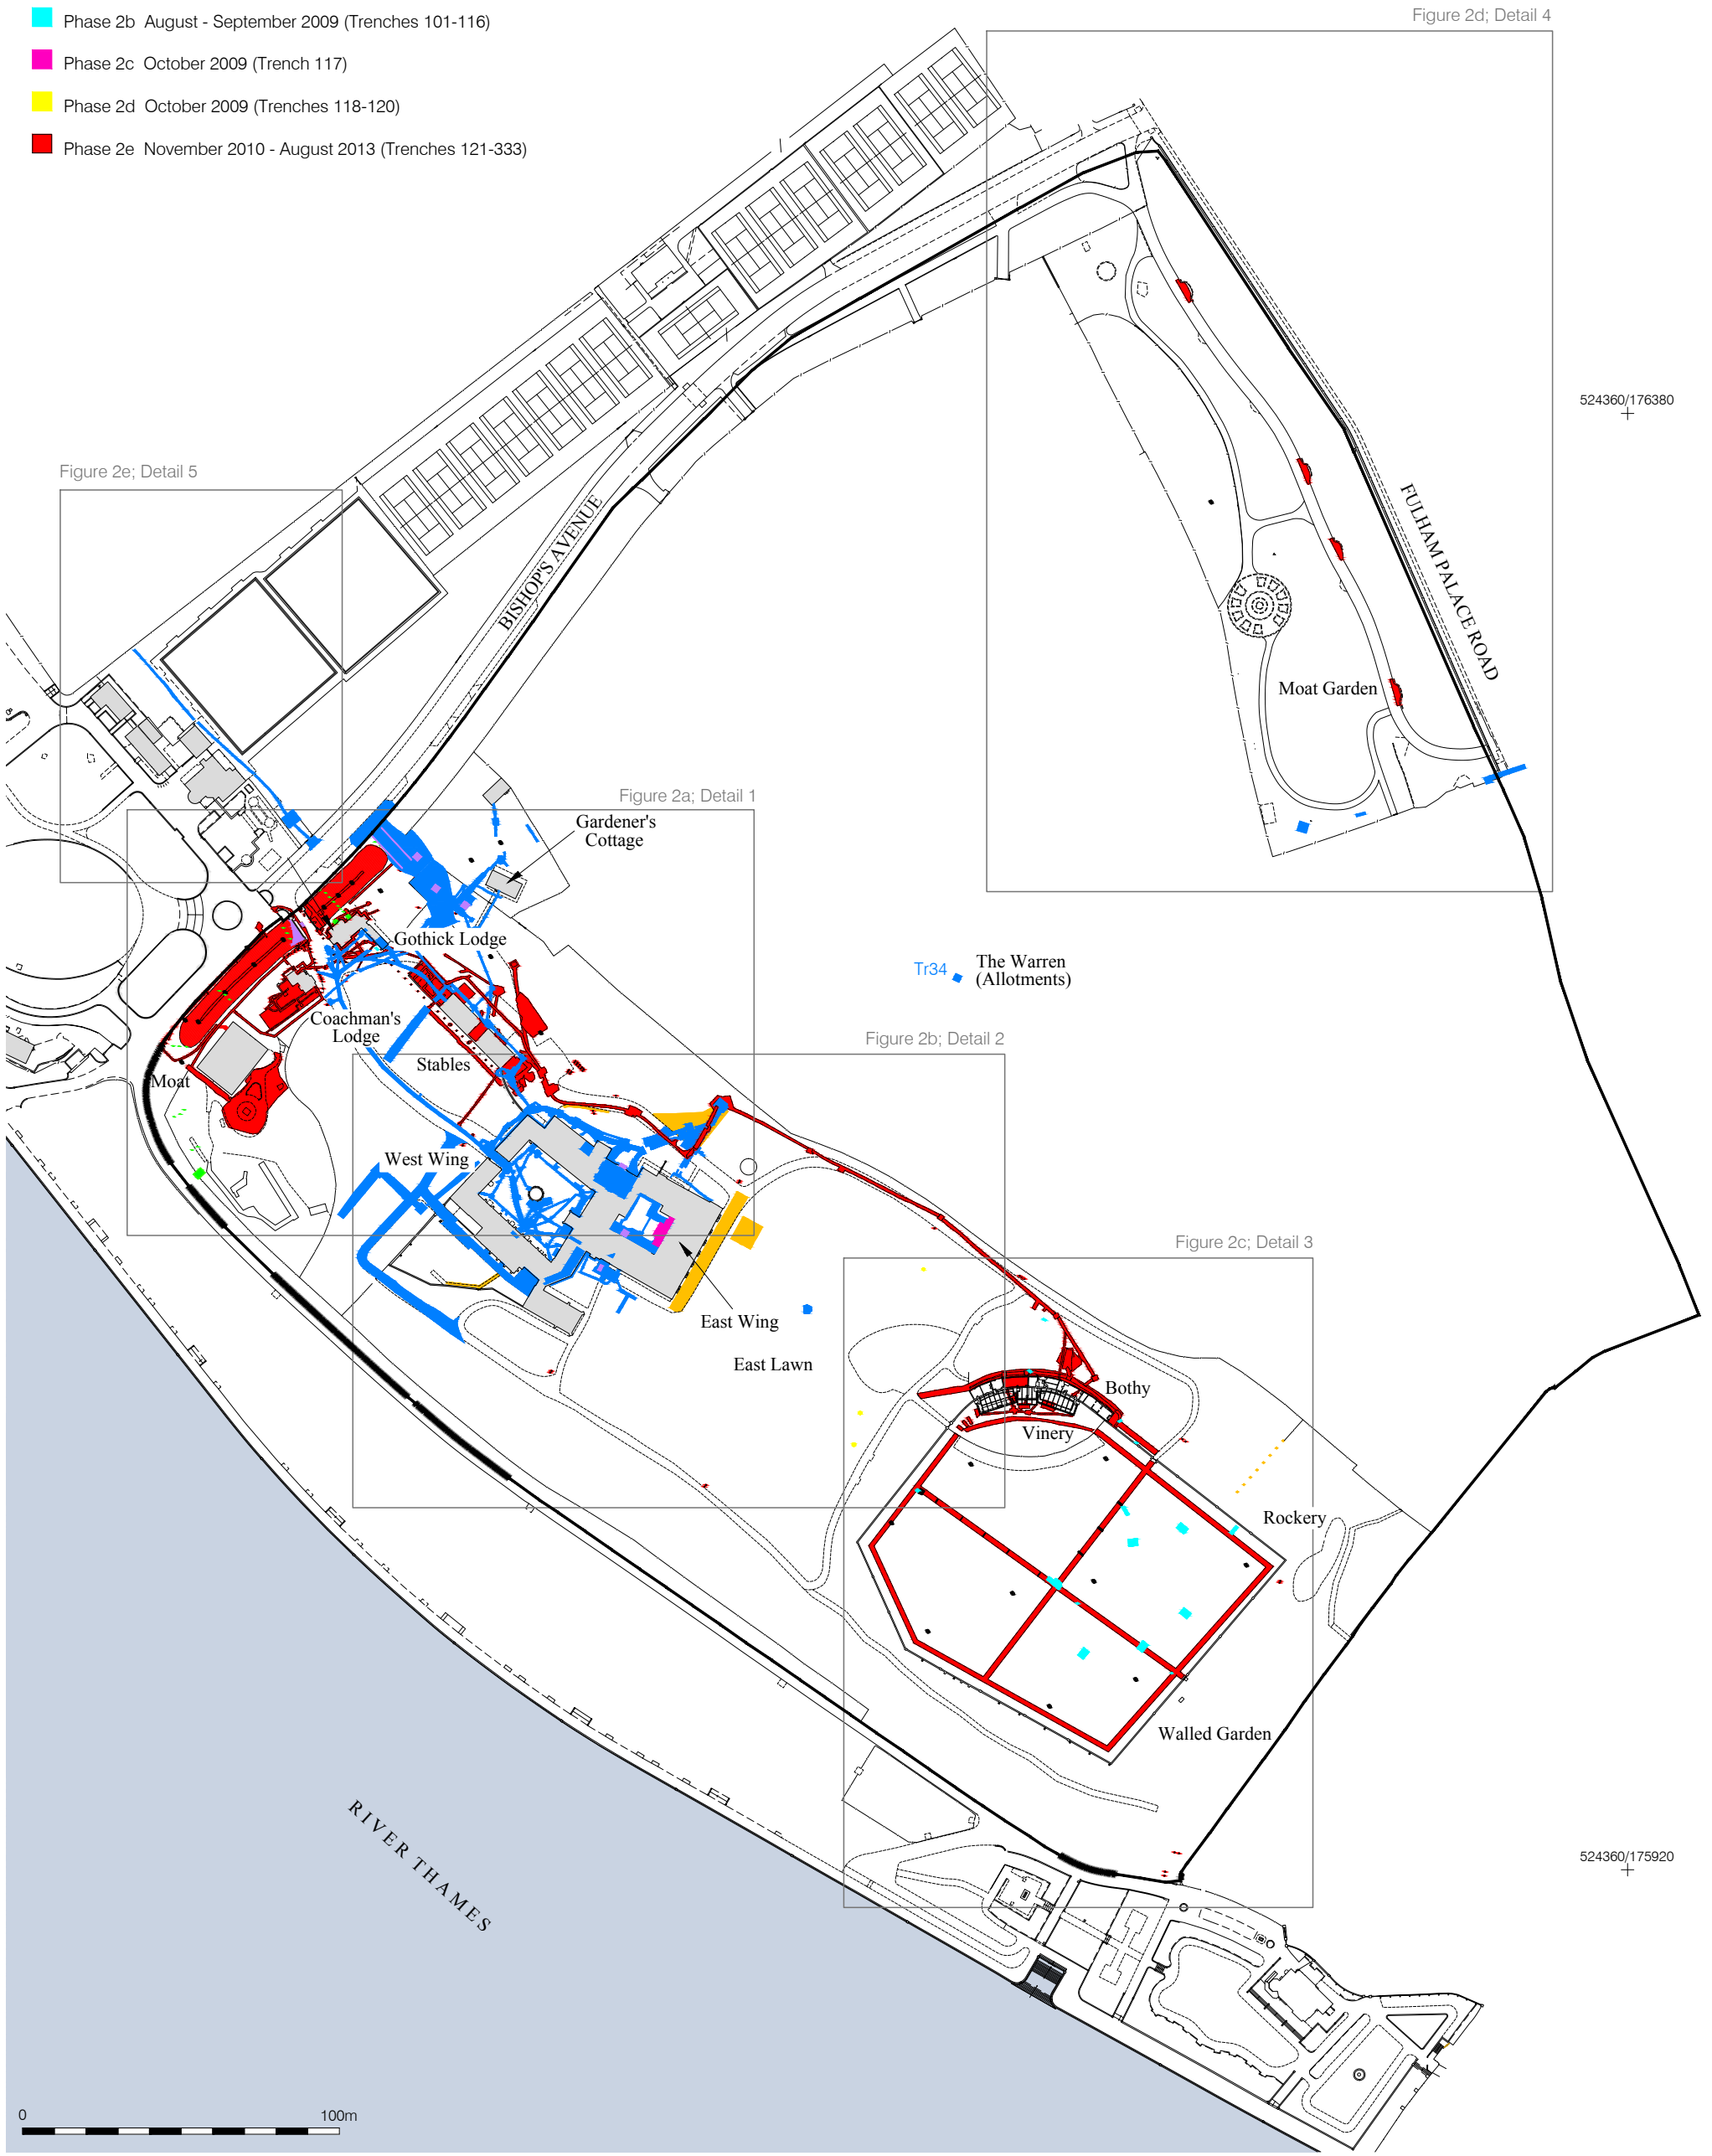 Phase 2b  August - September 2009 (Trenches 101-116)
Phase 2c  October 2009 (Trench 117)
Phase 2d  October 2009 (Trenches 118-120)
Phase 2e  November 2010 - August 2013 (Trenches 121-333)
Figure 2d; Detail 4
524360/176380
Figure 2e; Detail 5
BISHOP'S AVENUE
FULHAM PALACE ROAD
Moat Garden
Figure 2a; Detail 1
Gardener's
Cottage
Gothick Lodge
Tr34
The Warren
(Allotments)
Coachman's
Lodge
Figure 2b; Detail 2
Stables
Moat
West Wing
Figure 2c; Detail 3
East Wing
East Lawn
Bothy
Vinery
Rockery
Walled Garden
RIVER THAMES
524360/175920
0
100m